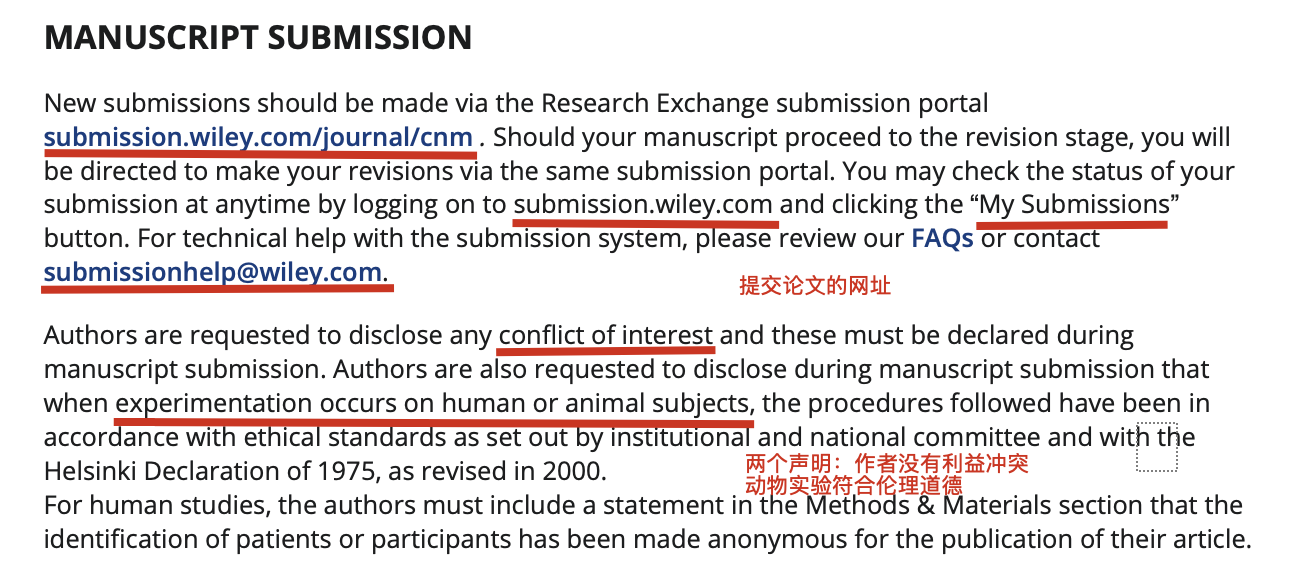 MANUSCRIPT SUBMISSION
New submissions should be made via the Research Exchange submission portal
submission.wiley.com/journal/cnm . Should your manuscript proceed to the revision stage, you will
be directed to make your revisions via the same submission portal. You may check the status of your
submission at anytime by logging on to submission.wiley.com and clicking the “My Submissions”
button. For technical help with the submission system, please review our FAQs or contact
submissionhelp@wiley.com.
提交论文的网址
Authors are requested to disclose any conflict of interest and these must be declared during
manuscript submission. Authors are also requested to disclose during manuscript submission that
when experimentation occurs on human or animal subjects, the procedures followed have been in
accordance with ethical standards as set out by institutional and national committee and with the
Helsinki Declaration of 1975, as revised in 2000.
两个声明：作者没有利益冲突
动物实验符合伦理道德
For human studies, the authors must include a statement in the Methods & Materials section that the
identification of patients or participants has been made anonymous for the publication of their article.